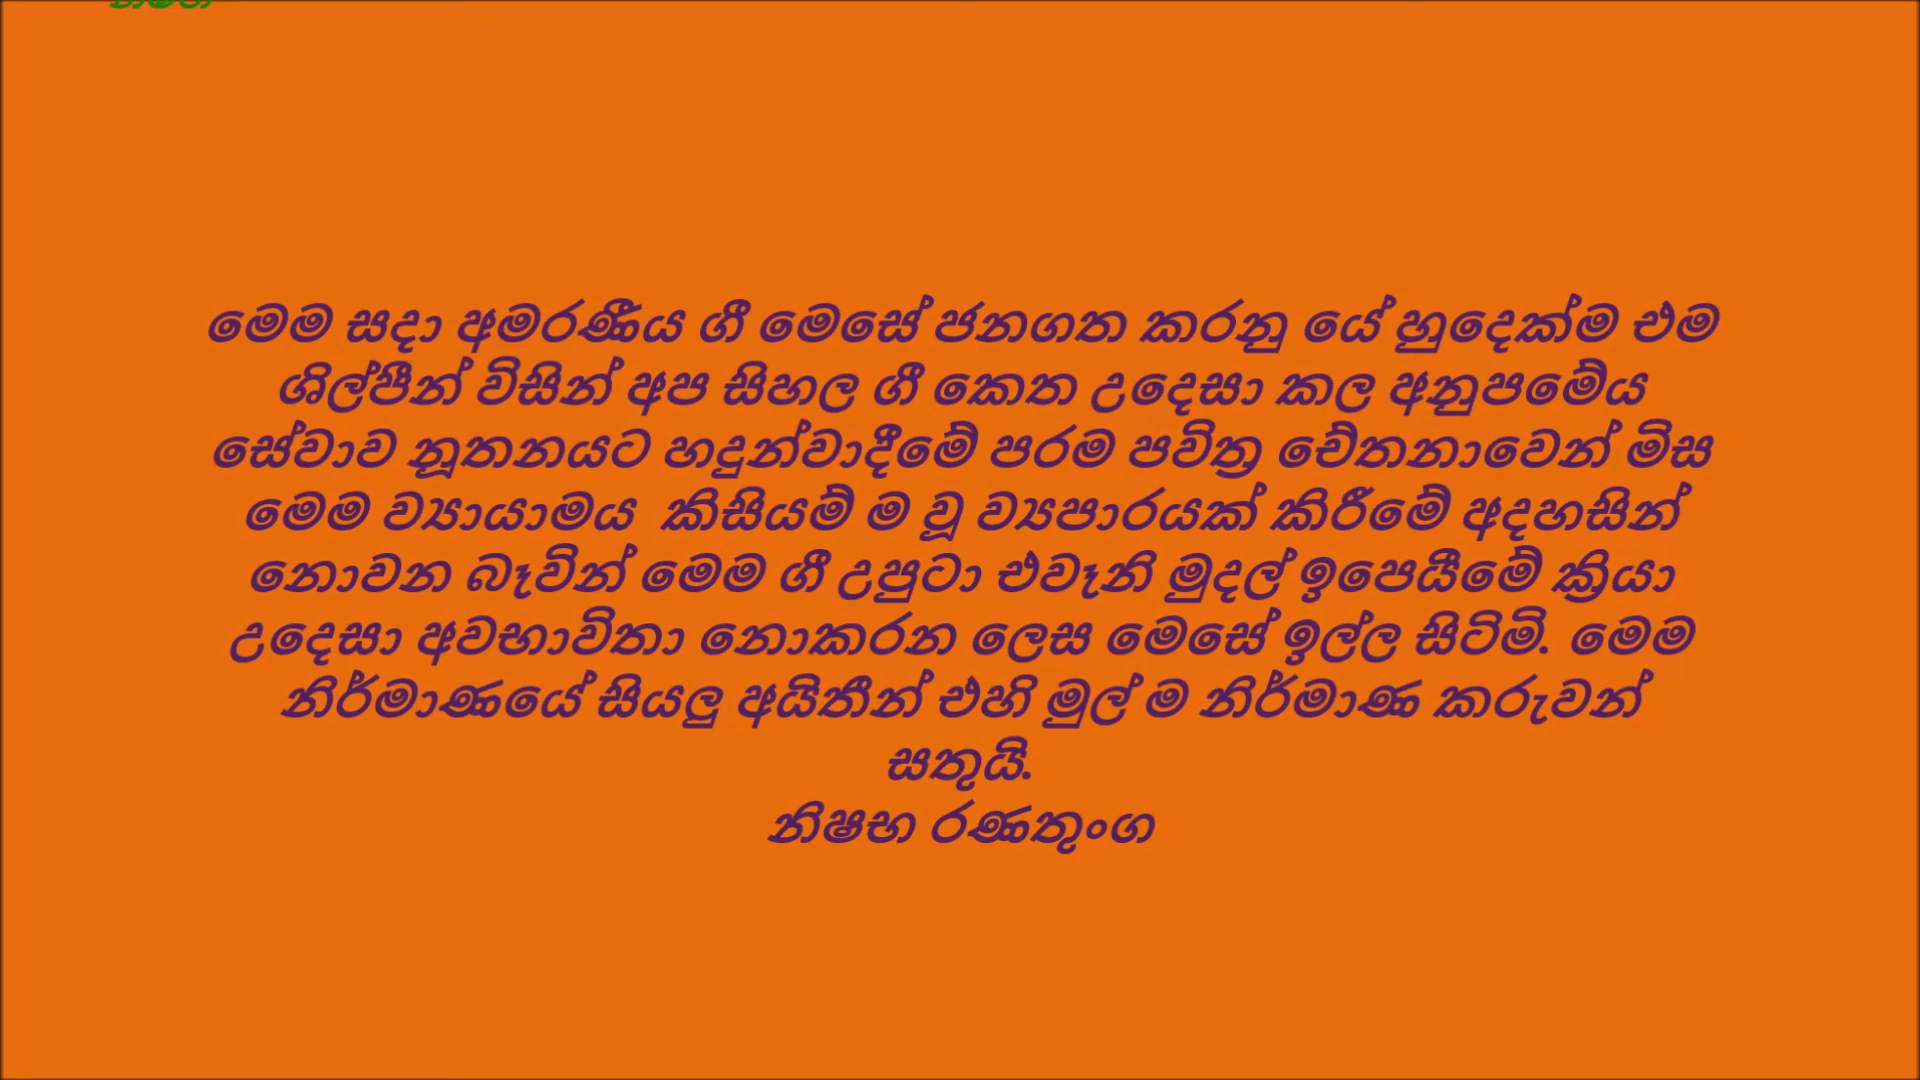 මෙම සදා අමරණීය ගී මෙසේ ජනගත කරනු යේ හුදෙක්ම එම
ශිල්පීන් විසින් අප සිහල ගී කෙත උදෙසා කල අනුපමේය
සේවාව නූතනයට හදුන්වාදීමේ පරම පවිත්‍ර චේතනාවෙන් මිස
මෙම ව්‍යායාමය කිසියම් ම වූ ව්‍යපාරයක් කිරීමේ අදහසින්
නොවන බෑවින් මෙම ගී උපුටා එවෑනි මුදල් ඉපෙයීමේ ක්‍රියා
උදෙසා අවභාවිතා නොකරන ලෙස මෙසේ ඉල්ල සිටිමි. මෙම
නිර්මාණයේ සියලු අයිතීන් එහි මුල් ම නිර්මාණ කරුවන්
සතුයි.
නිෂභ රණතුංග